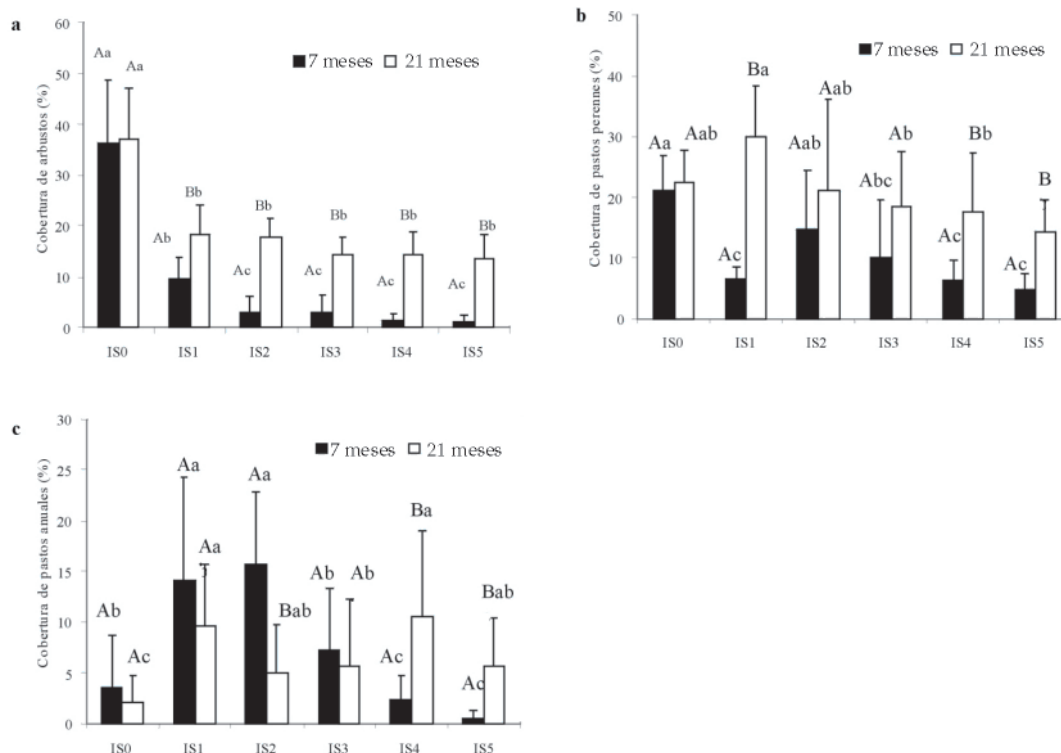 a
Cobertura de arbustos (%)
60
50
40
30
20
10
0
7 meses 21 meses
Aa Aa
Ab Bb
Ac Bb
Ac Bb
Ac Bb
Ac Bb
IS0 IS1 IS2 IS3 IS4 IS5
b
Cobertura de pastos perennes (%)
50
40
30
20
10
0
7 meses 21 meses
Aa Aab
Ac Ba
Aab Aab
Abc Ab
Ac Bb
Ac B
IS0 IS1 IS2 IS3 IS4 IS5
c
Cobertura de pastos anuales (%)
30
25
20
15
10
5
0
7 meses 21 meses
Ab Ac
Aa Aa
Aa Bab
Ab Ab
Ac Ba
Ac Bab
IS0 IS1 IS2 IS3 IS4 IS5